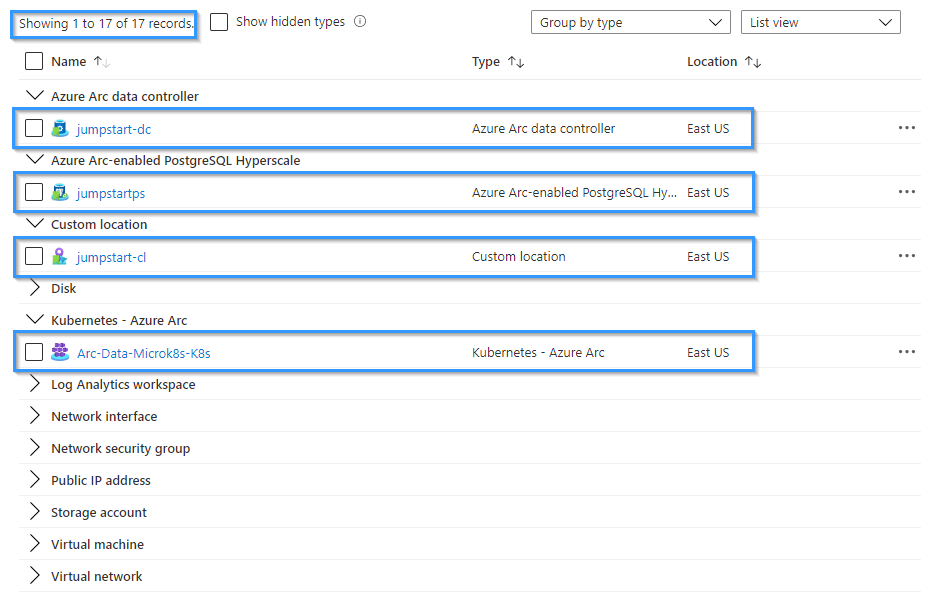 Showing 1 to 17 of 17 records. Show hidden types Group by type List view
Name Type Location
Azure Arc data controller
jumpstart-dc Azure Arc data controller East US
Azure Arc-enabled PostgreSQL Hyperscale
jumpstartps Azure Arc-enabled PostgreSQL Hy... East US
Custom location
jumpstart-cl Custom location East US
Disk
Kubernetes - Azure Arc
Arc-Data-Microk8s-K8s Kubernetes - Azure Arc East US
Log Analytics workspace
Network interface
Network security group
Public IP address
Storage account
Virtual machine
Virtual network